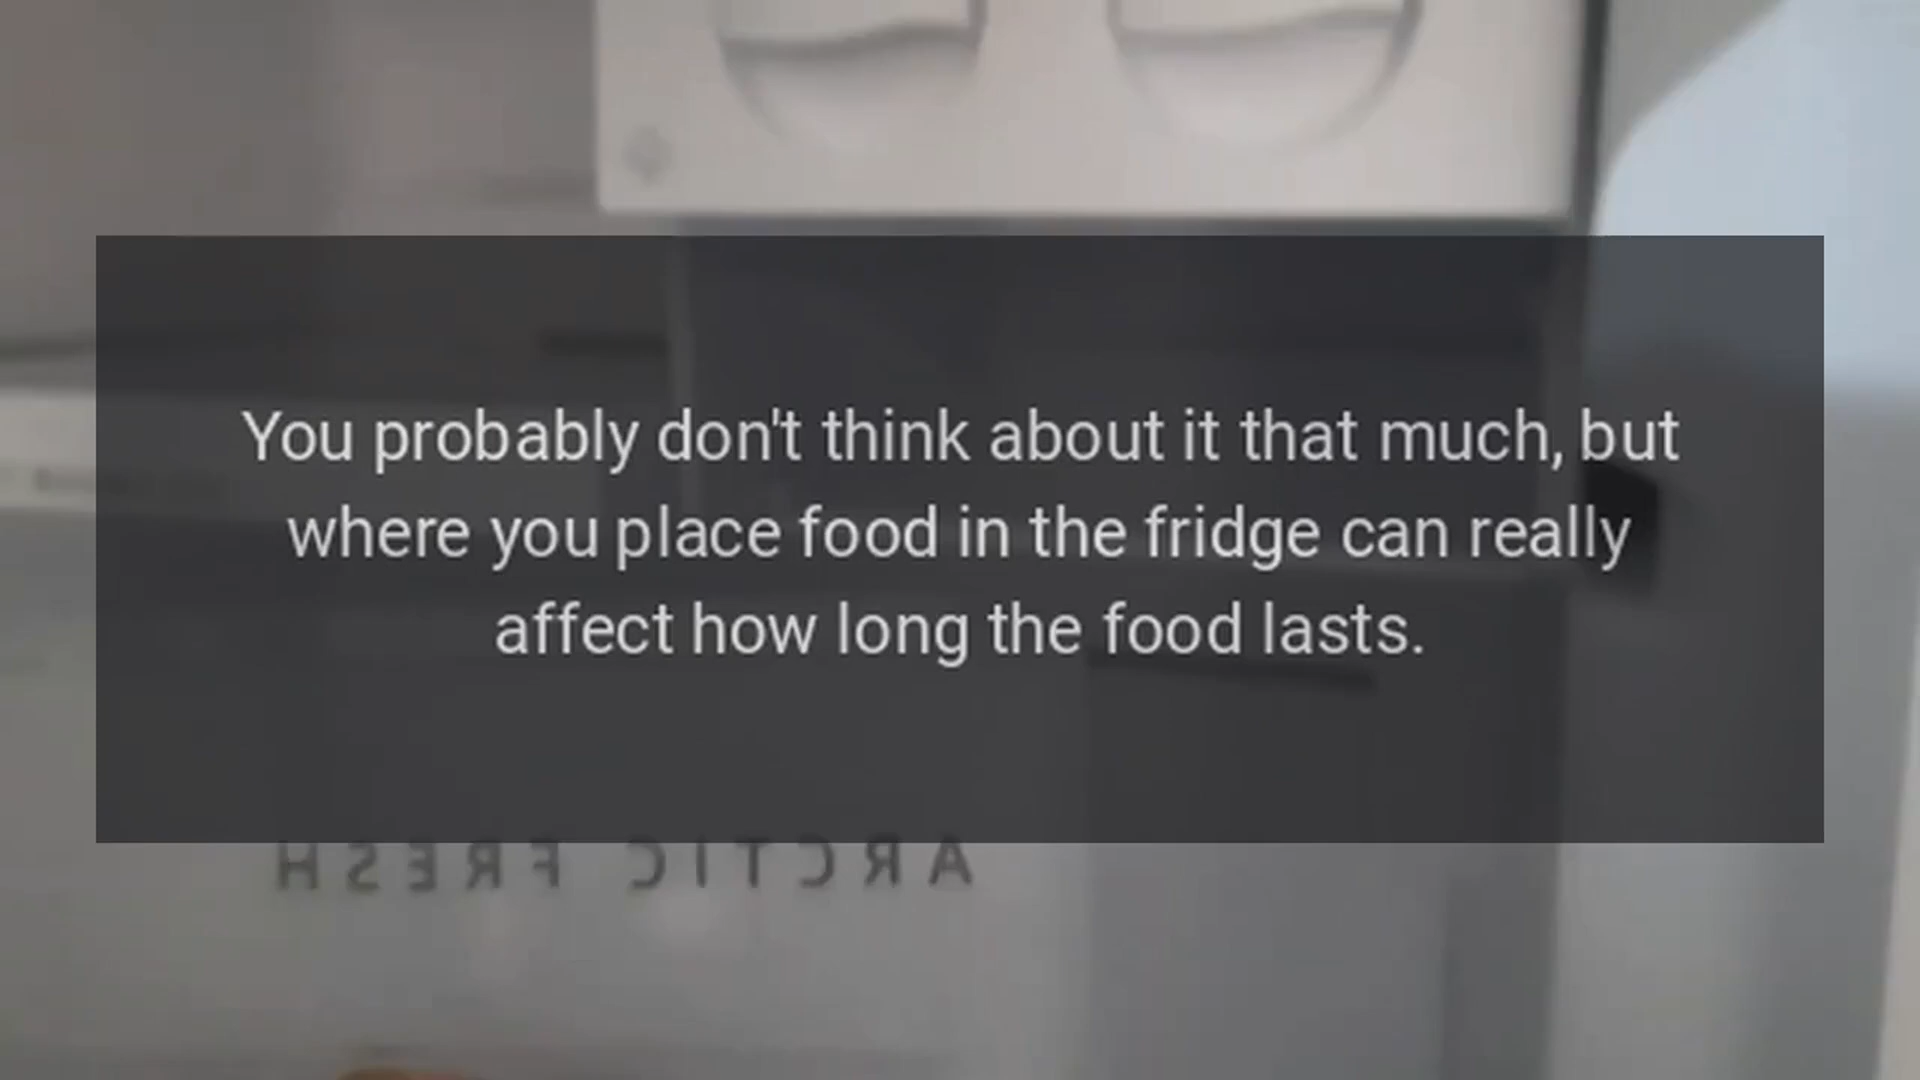 You probably don't think about it that much, but
where you place food in the fridge can really
affect how long the food lasts.
ARCTIC FRESH